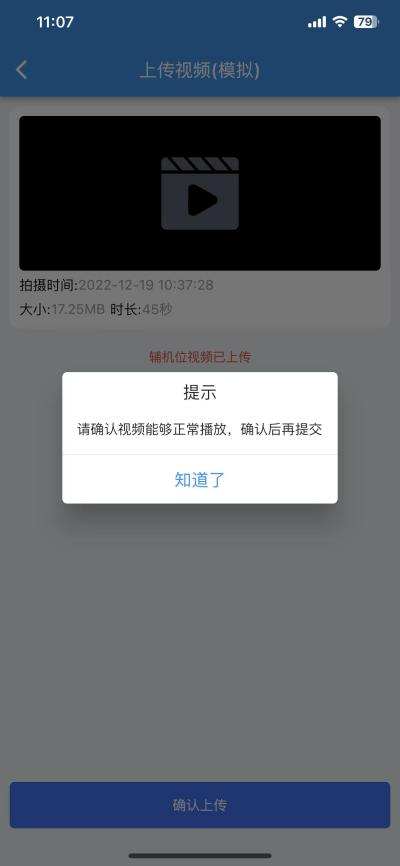 11:07
79
上传视频(模拟)
拍摄时间:2022-12-19 10:37:28
大小:17.25MB 时长:45秒
辅机位视频已上传
提示
请确认视频能够正常播放，确认后再提交
知道了
确认上传